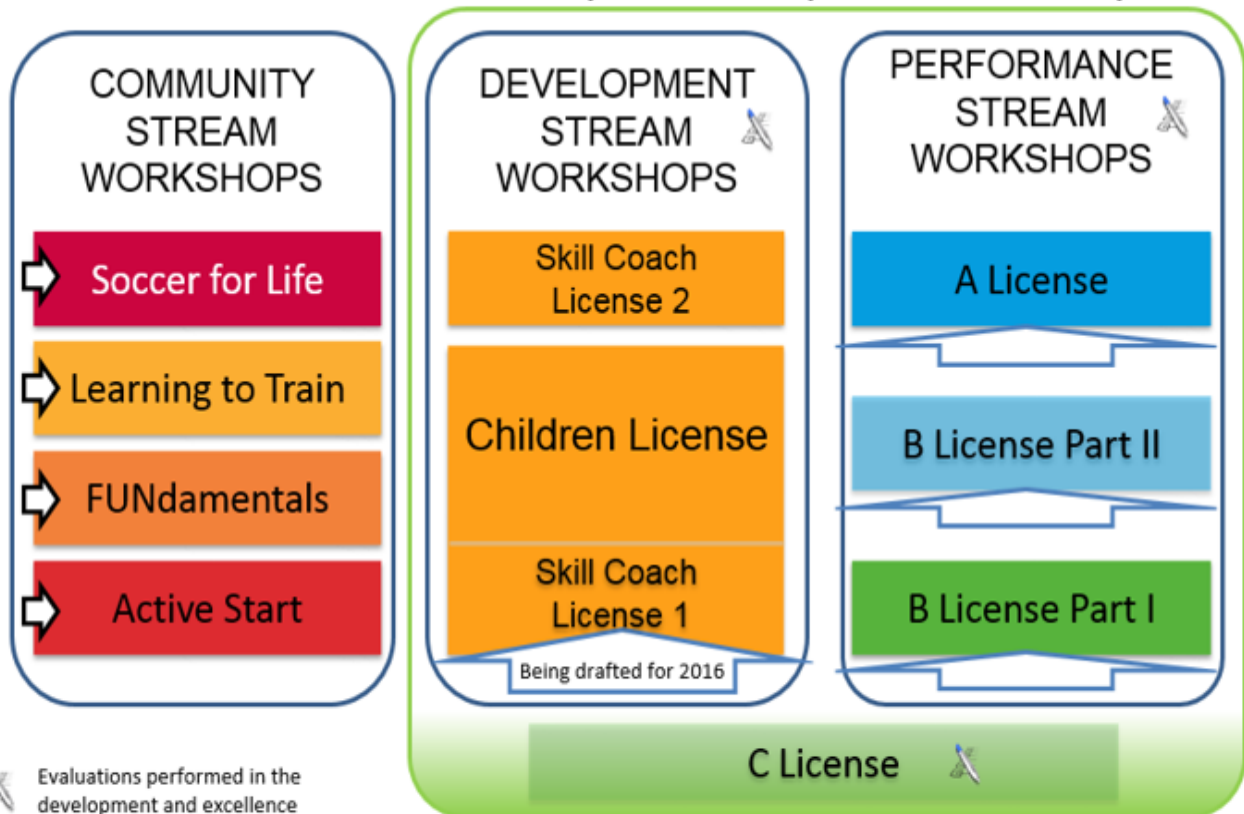 COMMUNITY
STREAM
WORKSHOPS
Soccer for Life
Learning to Train
FUNdamentals
Active Start
DEVELOPMENT
STREAM
WORKSHOPS
Skill Coach
License 2
Children License
Skill Coach
License 1
Being drafted for 2016
PERFORMANCE
STREAM
WORKSHOPS
A License
B License Part II
B License Part I
C License
Evaluations performed in the
development and excellence